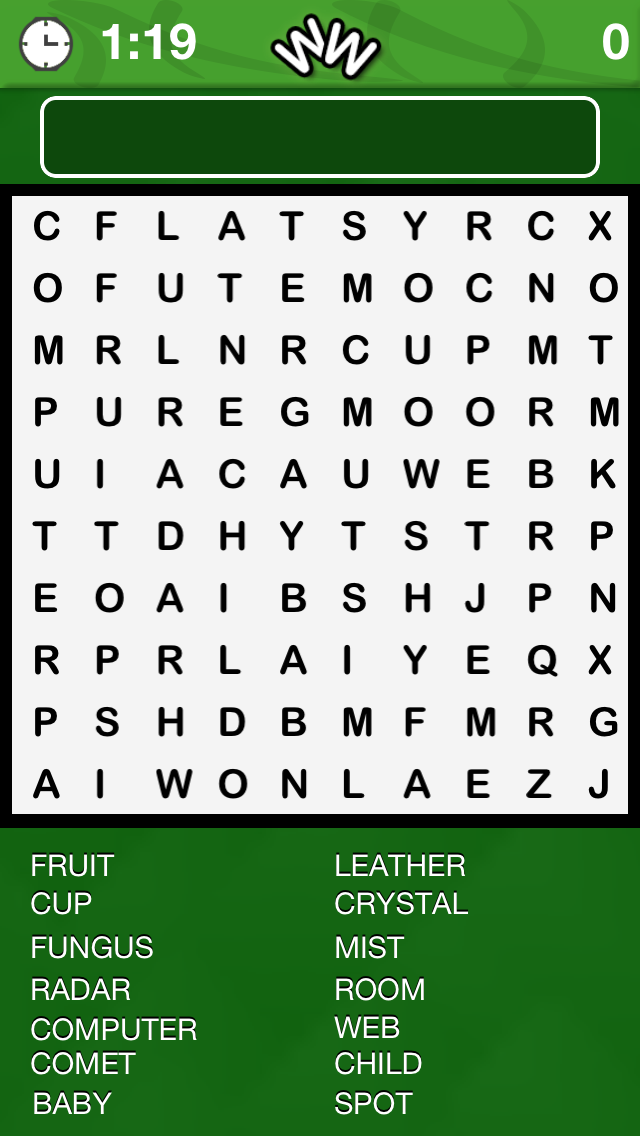 1:19 WW 0
C F L A T S Y R C X
O F U T E M O C N O
M R L N R C U P M T
P U R E G M O O R M
U I A C A U W E B K
T T D H Y T S T R P
E O A I B S H J P N
R P R L A I Y E Q X
P S H D B M F M R G
A I W O N L A E Z J
FRUIT LEATHER
CUP CRYSTAL
FUNGUS MIST
RADAR ROOM
COMPUTER WEB
COMET CHILD
BABY SPOT